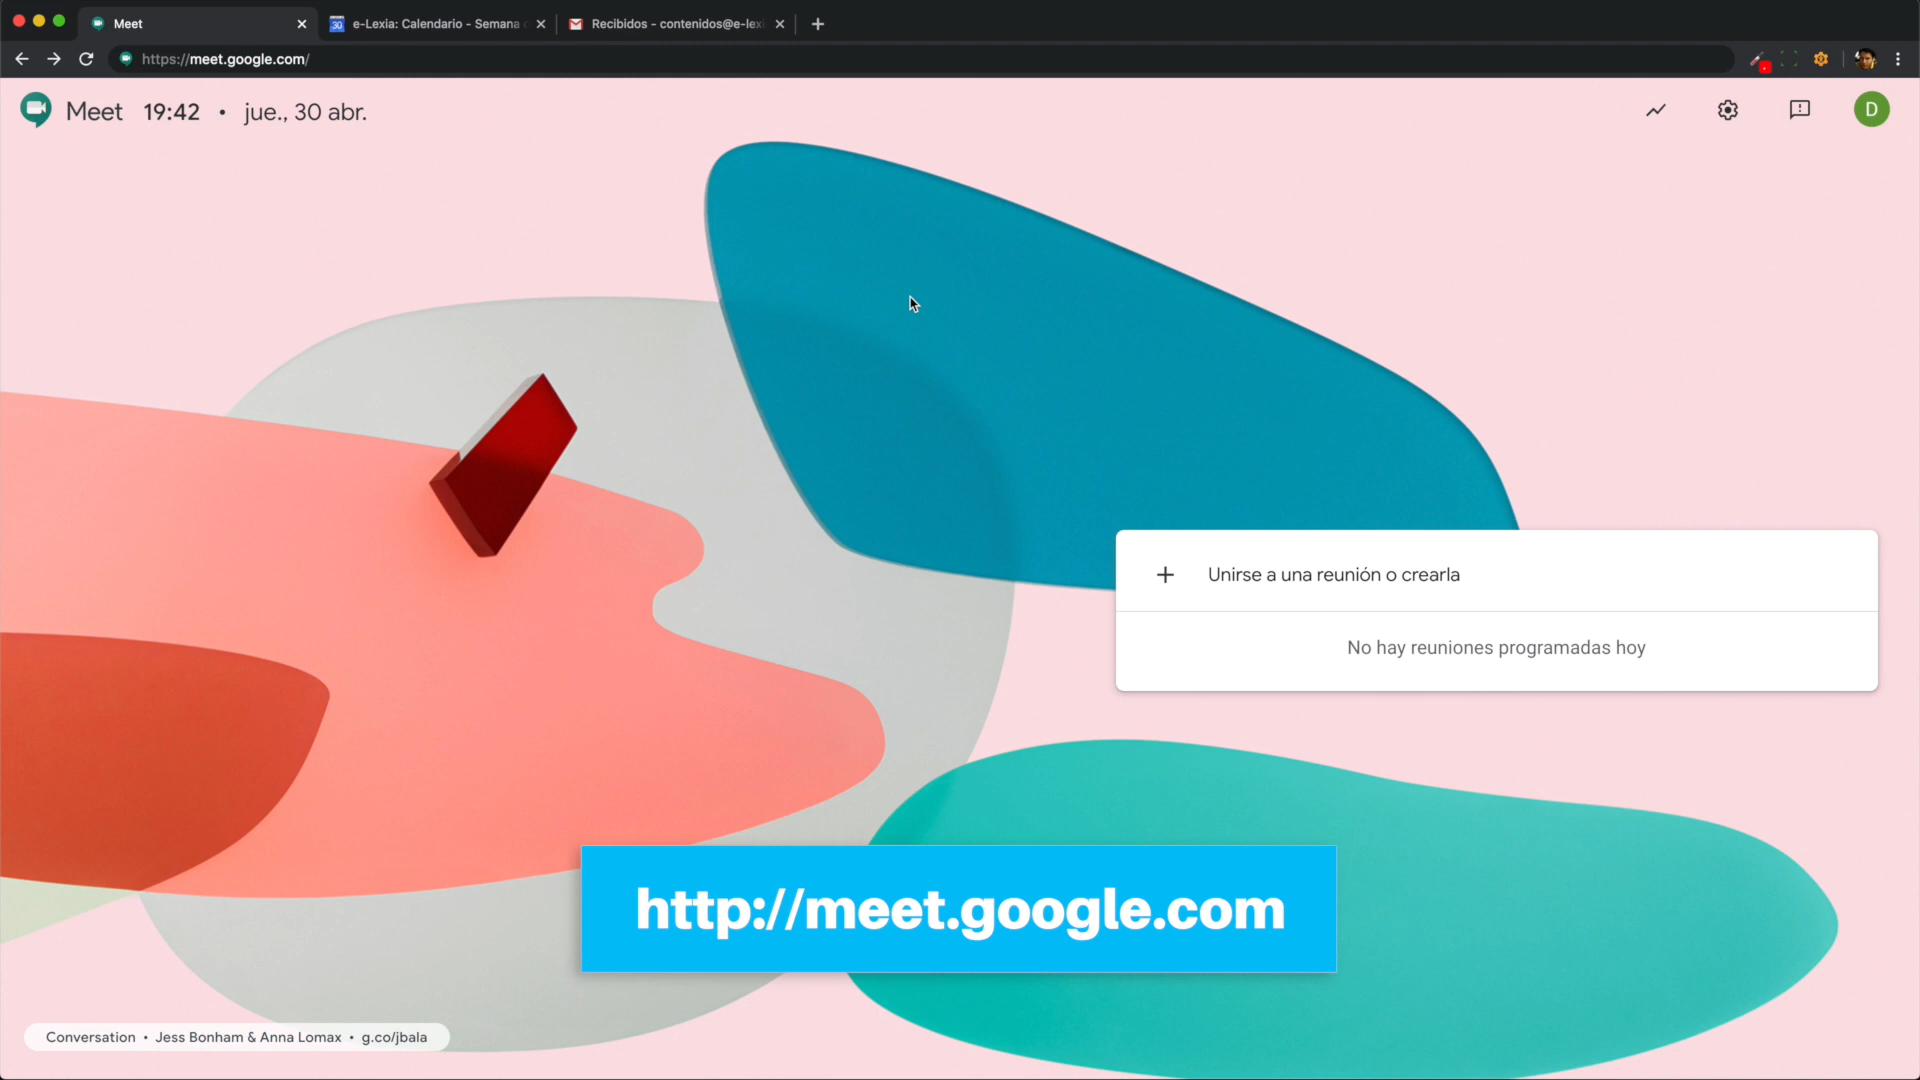 Meet
e-Lexia: Calendario - Semana
Recibidos - contenidos@e-lexi
https://meet.google.com/
Meet 19:42 • jue., 30 abr.
D
Unirse a una reunión o crearla
No hay reuniones programadas hoy
http://meet.google.com
Conversation • Jess Bonham & Anna Lomax • g.co/jbala